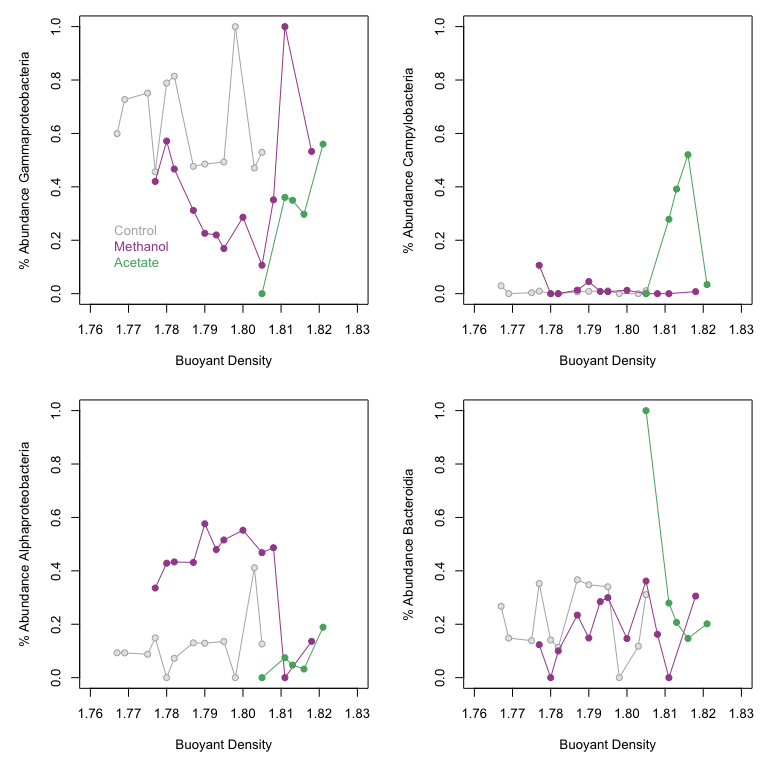 % Abundance Gammaproteobacteria
1.0
0.8
0.6
0.4
0.2
0.0
Control
Methanol
Acetate
1.76 1.77 1.78 1.79 1.80 1.81 1.82 1.83
Buoyant Density
% Abundance Campylobacteria
1.0
0.8
0.6
0.4
0.2
0.0
1.76 1.77 1.78 1.79 1.80 1.81 1.82 1.83
Buoyant Density
% Abundance Alphaproteobacteria
1.0
0.8
0.6
0.4
0.2
0.0
1.76 1.77 1.78 1.79 1.80 1.81 1.82 1.83
Buoyant Density
% Abundance Bacteroidia
1.0
0.8
0.6
0.4
0.2
0.0
1.76 1.77 1.78 1.79 1.80 1.81 1.82 1.83
Buoyant Density